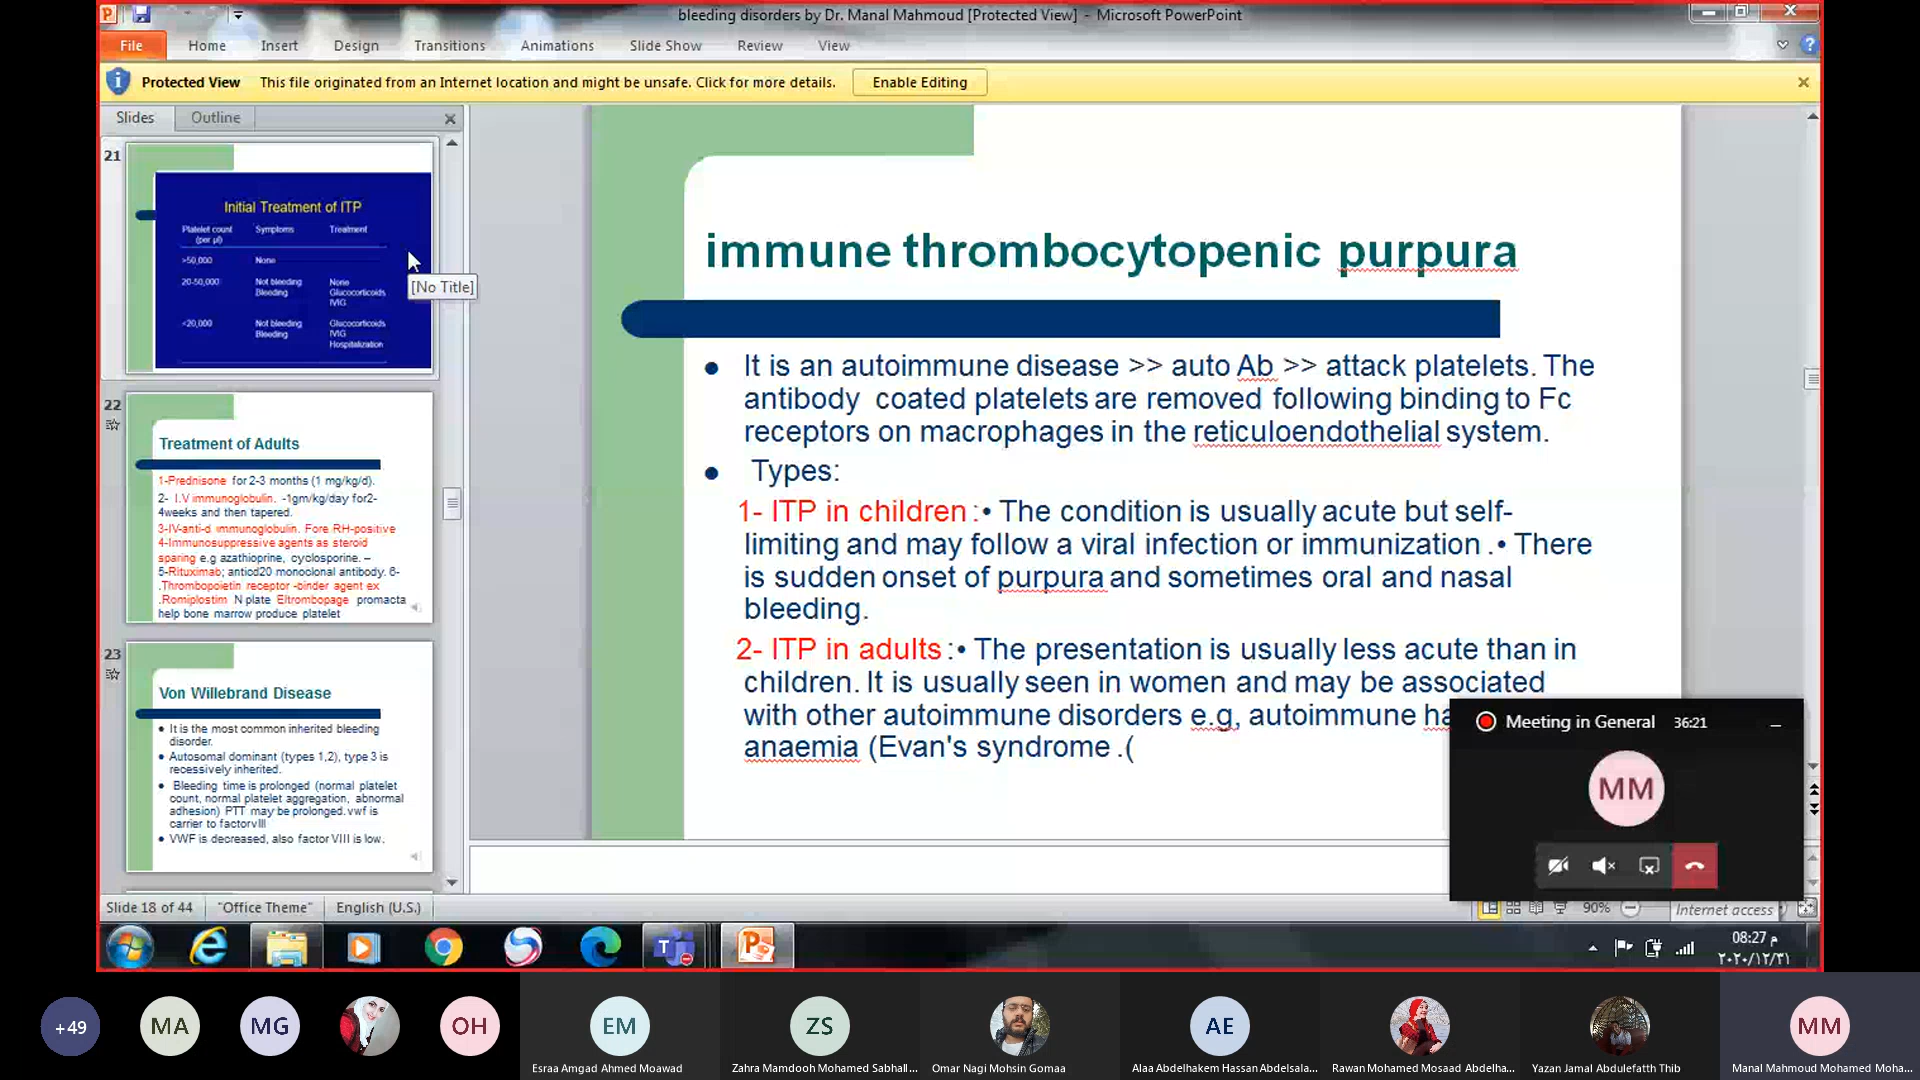 bleeding disorders by Dr. Manal Mahmoud [Protected View] - Microsoft PowerPoint
File Home Insert Design Transitions Animations Slide Show Review View
Protected View This file originated from an Internet location and might be unsafe. Click for more details. Enable Editing
Slides Outline
21
Initial Treatment of ITP
Platelet count Symptoms Treatment
(per µl)
>50,000 None
20-50,000 Not bleeding None
Bleeding Glucocorticoids
IVIG
<20,000 Not bleeding Glucocorticoids
Bleeding IVIG
Hospitalization
[No Title]
22
Treatment of Adults
1-Prednisone for 2-3 months (1 mg/kg/d).
2- I.V immunoglobulin. -1gm/kg/day for2-
4weeks and then tapered.
3-IV-anti-d immunoglobulin. Fore RH-positive
4-Immunosuppressive agents as steroid
sparing e.g azathioprine, cyclosporine. –
5-Rituximab; anticd20 monoclonal antibody. 6-
.Thrombopoietin receptor -binder agent ex
.Romiplostim N plate Eltrombopage promacta
help bone marrow produce platelet
23
Von Willebrand Disease
• It is the most common inherited bleeding
disorder.
• Autosomal dominant (types 1,2), type 3 is
recessively inherited.
• Bleeding time is prolonged (normal platelet
count, normal platelet aggregation, abnormal
adhesion) PTT may be prolonged.vwf is
carrier to factorvIII
• VWF is decreased, also factor VIII is low.
immune thrombocytopenic purpura
• It is an autoimmune disease >> auto Ab >> attack platelets. The
antibody coated platelets are removed following binding to Fc
receptors on macrophages in the reticuloendothelial system.
• Types:
1- ITP in children :• The condition is usually acute but self-
limiting and may follow a viral infection or immunization .• There
is sudden onset of purpura and sometimes oral and nasal
bleeding.
2- ITP in adults :• The presentation is usually less acute than in
children. It is usually seen in women and may be associated
with other autoimmune disorders e.g, autoimmune ha
anaemia (Evan's syndrome .(
Meeting in General 36:21
MM
Slide 18 of 44 "Office Theme" English (U.S.) 90% Internet access
08:27 م
٢٠٢٠/١٢/٣١
+49 MA MG OH EM ZS AE MM
Esraa Amgad Ahmed Moawad Zahra Mamdooh Mohamed Sabhall... Omar Nagi Mohsin Gomaa Alaa Abdelhakem Hassan Abdelsala... Rawan Mohamed Mosaad Abdelha... Yazan Jamal Abdulefatth Thib Manal Mahmoud Mohamed Moha...